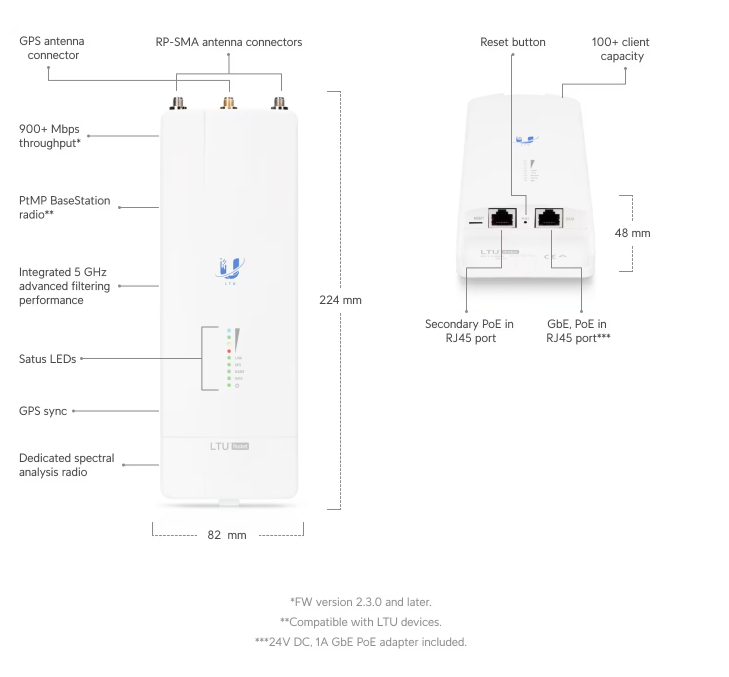 GPS antenna
connector
RP-SMA antenna connectors
Reset button
100+ client
capacity
900+ Mbps
throughput*
PtMP BaseStation
radio**
48 mm
Integrated 5 GHz
advanced filtering
performance
224 mm
LTU
Secondary PoE in
RJ45 port
GbE, PoE in
RJ45 port***
Satus LEDs
GPS sync
LTU Rocket
Dedicated spectral
analysis radio
82 mm
LTU
*FW version 2.3.0 and later.
**Compatible with LTU devices.
***24V DC, 1A GbE PoE adapter included.